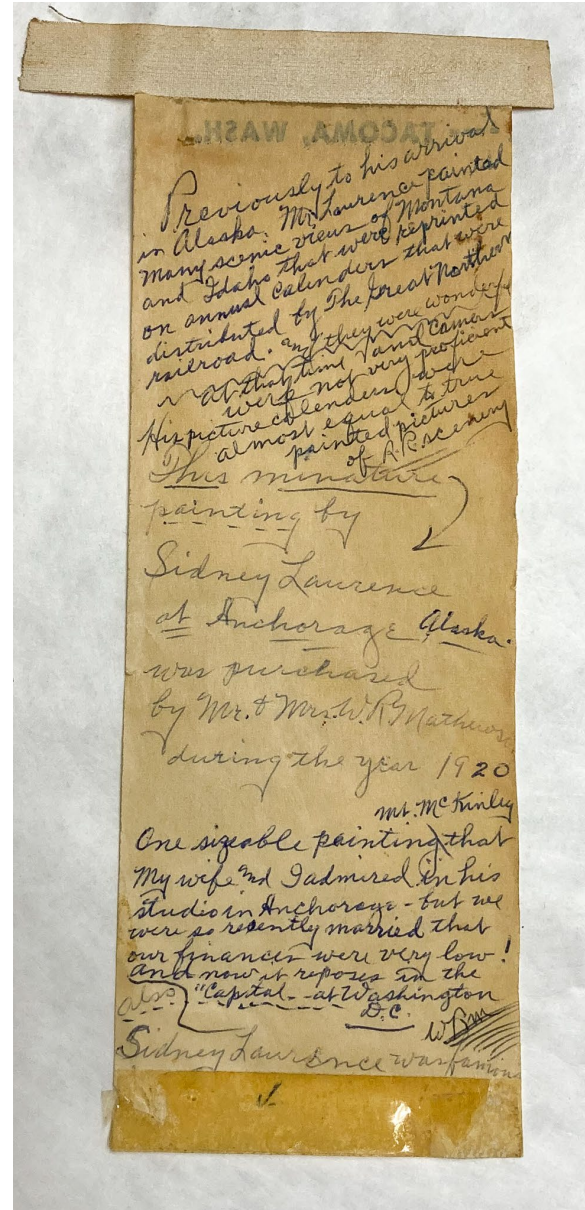 TACOMA, WASH.
Previously to his arrival
in Alaska. Mr. Laurence painted
many scenic views of Montana
and Idaho that were reprinted
on annual calenders that were
distributed by The Great Northern
railroad. and they were wonderful
at that time and cameras
were not very proficient
His picture calenders were
almost equal to true
painted pictures
of R.R. scenery
This minature
painting by
Sidney Laurence
at Anchorage, Alaska.
was purchased
by Mr. & Mrs. W. R. Mathewson
during the year 1920
Mt. McKinley
One sizeable painting that
My wife and I admired in his
studio in Anchorage - but we
were so recently married that
our finances were very low!
and now it reposes in the
also "Capital - at Washington
D.C.
WRM
Sidney Laurence was famous